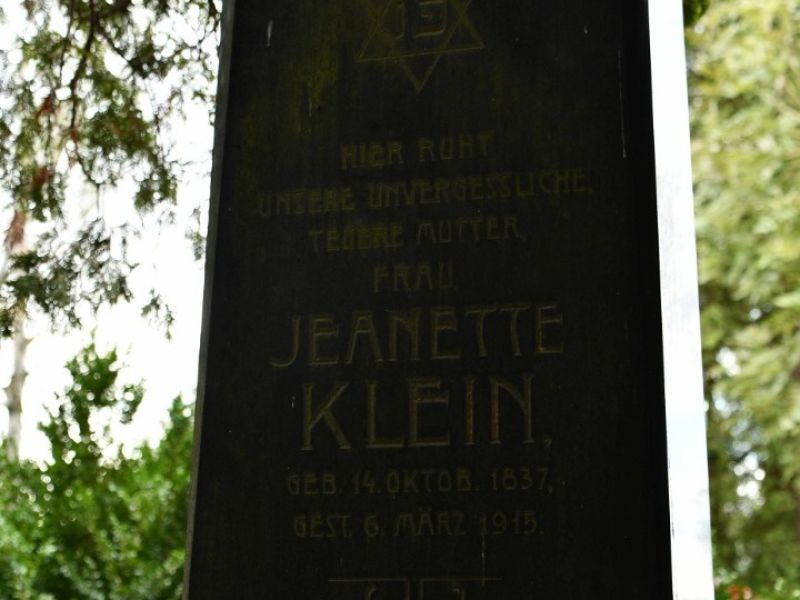 HIER RUHT
UNSERE UNVERGESSLICHE,
TEUERE MUTTER,
FRAU
JEANETTE
KLEIN,
GEB. 14. OKTOB. 1837,
GEST. 6. MÄRZ 1915.